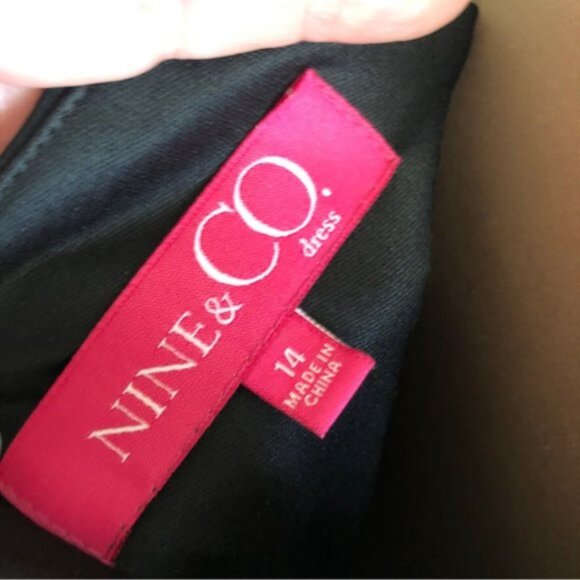 NINE & CO.
dress
14
MADE IN
CHINA